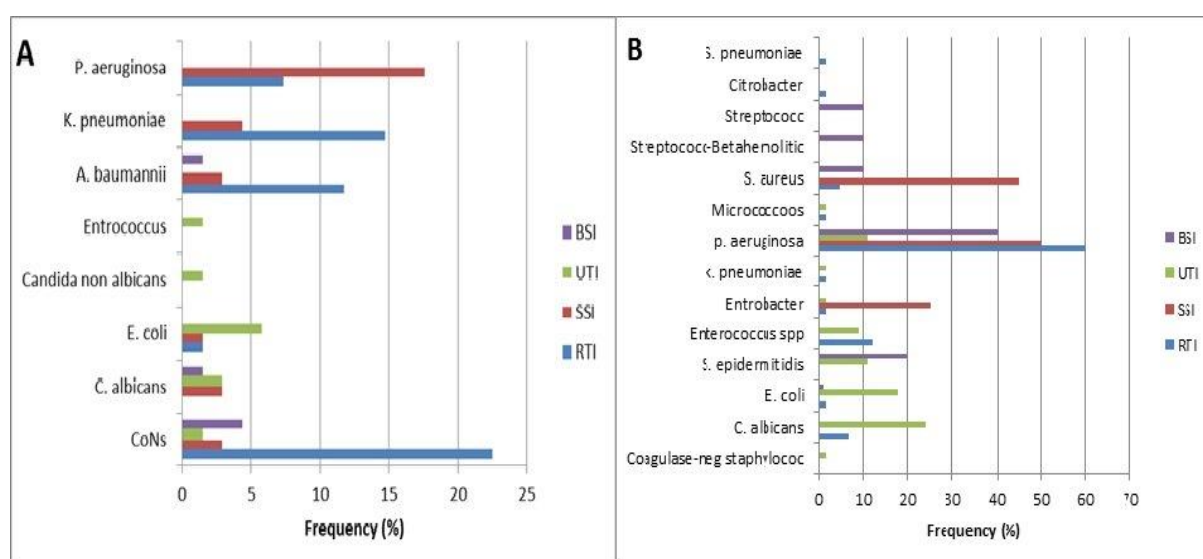 A
P. aeruginosa
K. pneumoniae
A. baumannii
Entrococcus
Candida non albicans
E. coli
C. albicans
CoNs
0 5 10 15 20 25
Frequency (%)
BSI
UTI
SSI
RTI
B
S. pneumoniae
Citrobacter
Streptococc
Streptococc-Betahemolitic
S. aureus
Micrococcoos
p. aeruginosa
K. pneumoniae
Entrobacter
Enterococcus spp
S. epidermitidis
E. coli
C. albicans
Coagulase-neg staphylococ
0 10 20 30 40 50 60 70
Frequency (%)
BSI
UTI
SSI
RTI